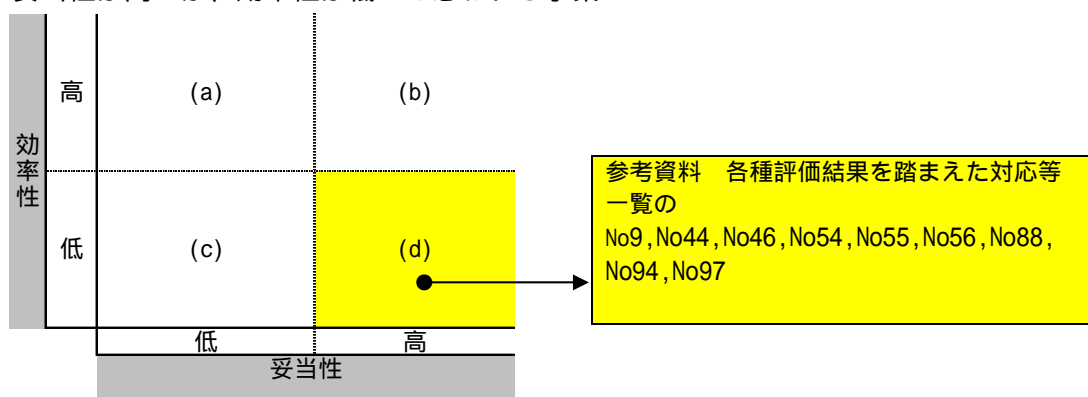 高
(a)
(b)
効率性
低
(c)
(d)
低
高
妥当性
参考資料　各種評価結果を踏まえた対応等
一覧の
No9,No44,No46,No54,No55,No56,No88,
No94,No97